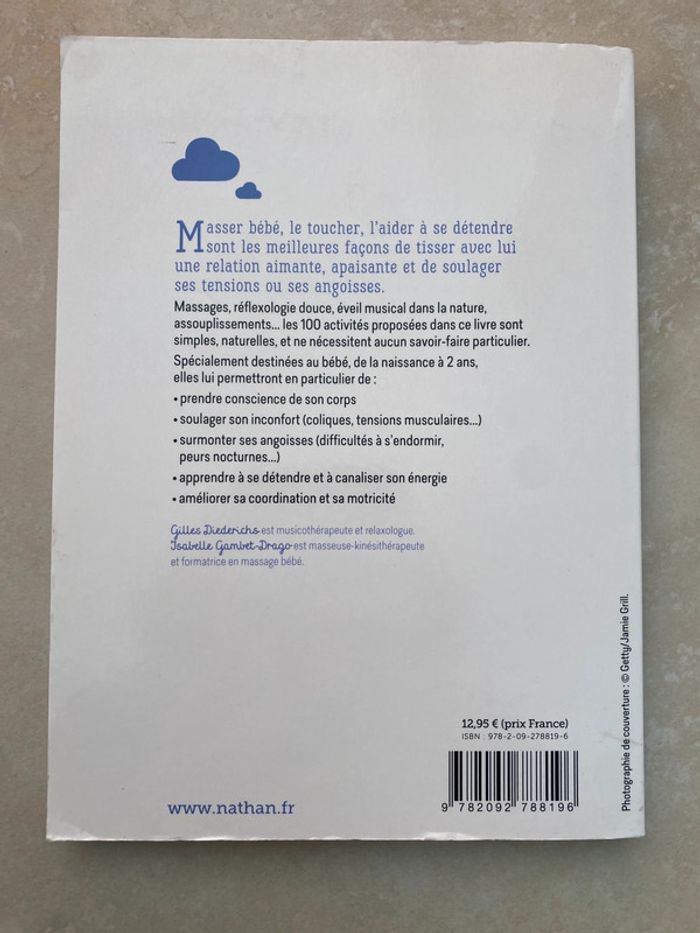 Masser bébé, le toucher, l'aider à se détendre
sont les meilleures façons de tisser avec lui
une relation aimante, apaisante et de soulager
ses tensions ou ses angoisses.
Massages, réflexologie douce, éveil musical dans la nature,
assouplissements... les 100 activités proposées dans ce livre sont
simples, naturelles, et ne nécessitent aucun savoir-faire particulier.
Spécialement destinées au bébé, de la naissance à 2 ans,
elles lui permettront en particulier de :
• prendre conscience de son corps
• soulager son inconfort (coliques, tensions musculaires...)
• surmonter ses angoisses (difficultés à s'endormir,
peurs nocturnes...)
• apprendre à se détendre et à canaliser son énergie
• améliorer sa coordination et sa motricité
Gilles Diederichs est musicothérapeute et relaxologue.
Isabelle Gambet-Drago est masseuse-kinésithérapeute
et formatrice en massage bébé.
12,95 € (prix France)
ISBN : 978-2-09-278819-6
9 782092 788196
www.nathan.fr
Photographie de couverture : © Getty/Jamie Grill.